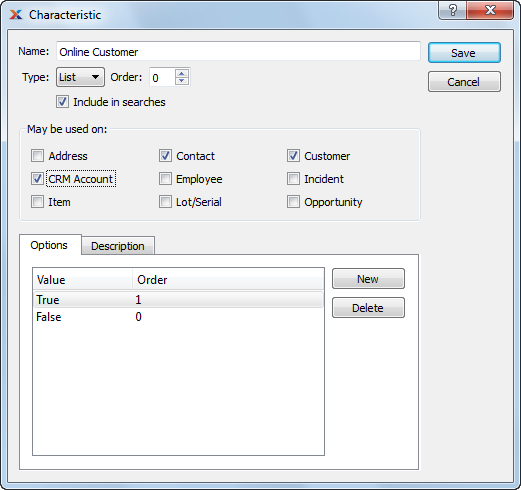 Characteristic
Name: Online Customer Save
Type: List Order: 0 Cancel
Include in searches
May be used on:
Address Contact Customer
CRM Account Employee Incident
Item Lot/Serial Opportunity
Options Description
Value Order New
True 1
False 0 Delete